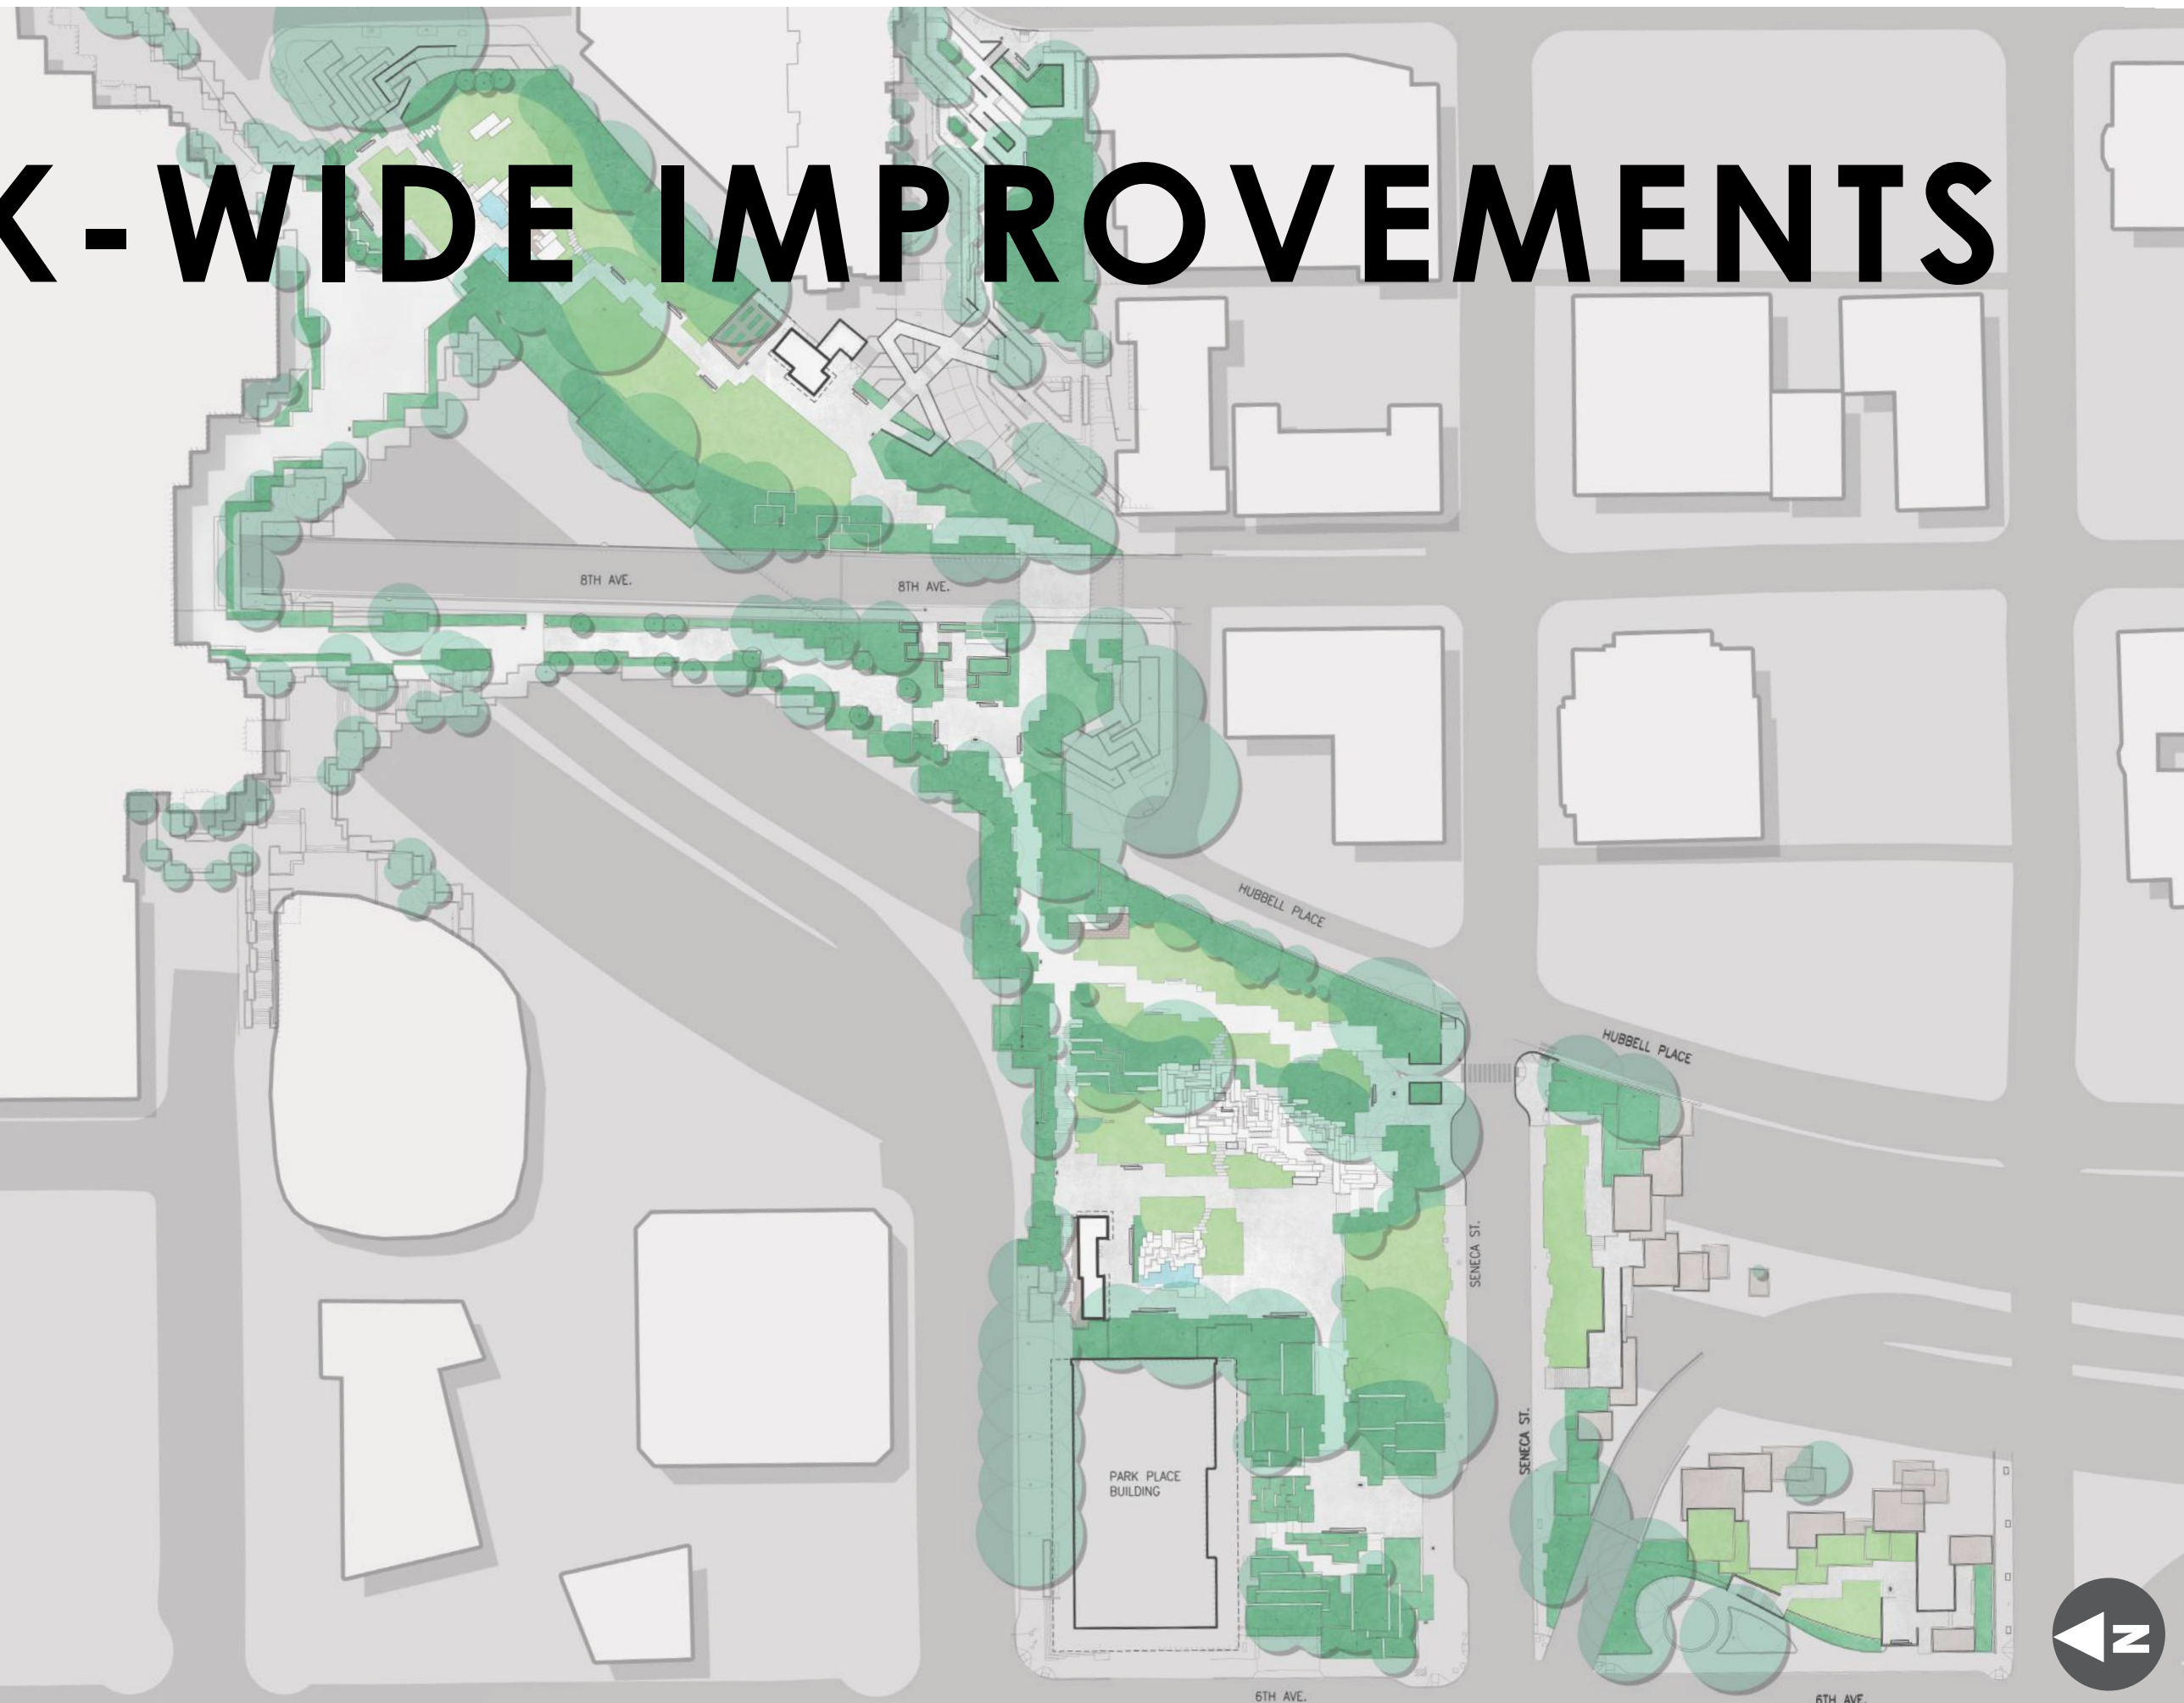 K-WIDE IMPROVEMENTS
8TH AVE.
8TH AVE.
HUBBELL PLACE
HUBBELL PLACE
SENECA ST.
SENECA ST.
PARK PLACE
BUILDING
N
6TH AVE.
6TH AVE.